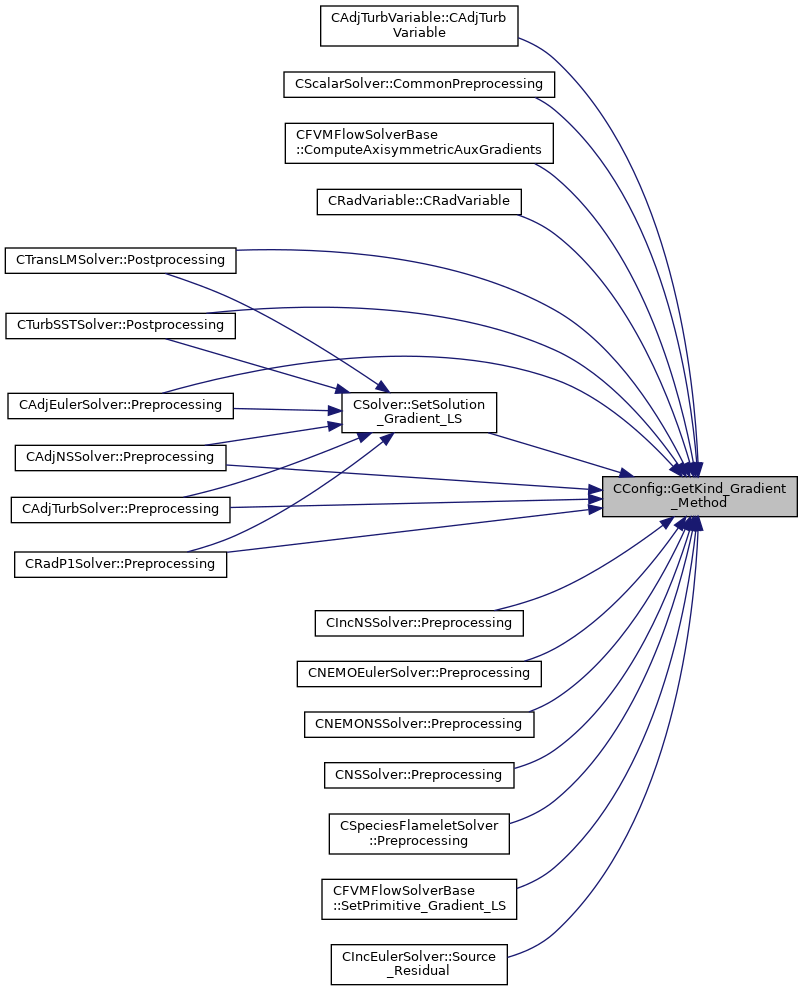 CAdjTurbVariable::CAdjTurb
Variable
CScalarSolver::CommonPreprocessing
CFVMFlowSolverBase
::ComputeAxisymmetricAuxGradients
CRadVariable::CRadVariable
CTransLMSolver::Postprocessing
CTurbSSTSolver::Postprocessing
CAdjEulerSolver::Preprocessing
CSolver::SetSolution
_Gradient_LS
CAdjNSSolver::Preprocessing
CConfig::GetKind_Gradient
_Method
CAdjTurbSolver::Preprocessing
CRadP1Solver::Preprocessing
CIncNSSolver::Preprocessing
CNEMOEulerSolver::Preprocessing
CNEMONSSolver::Preprocessing
CNSSolver::Preprocessing
CSpeciesFlameletSolver
::Preprocessing
CFVMFlowSolverBase
::SetPrimitive_Gradient_LS
CIncEulerSolver::Source
_Residual